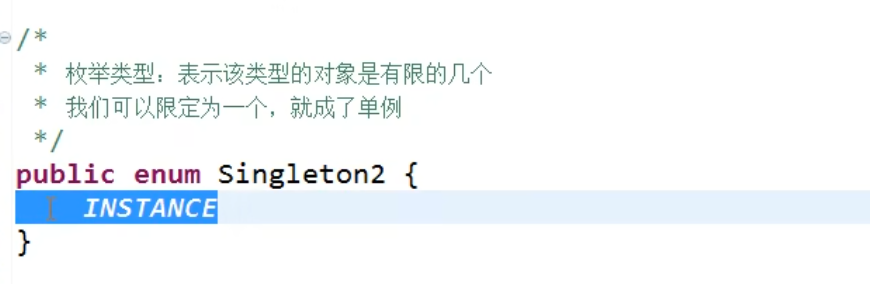 /*
 * 枚举类型：表示该类型的对象是有限的几个
 * 我们可以限定为一个，就成了单例
 */
public enum Singleton2 {
    INSTANCE
}